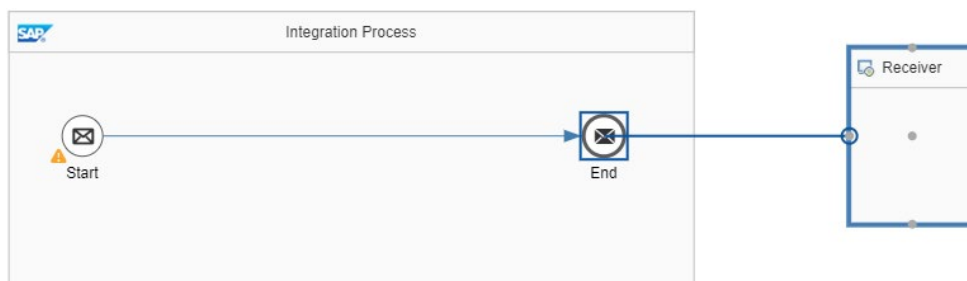 SAP
Integration Process
Receiver
Start
End